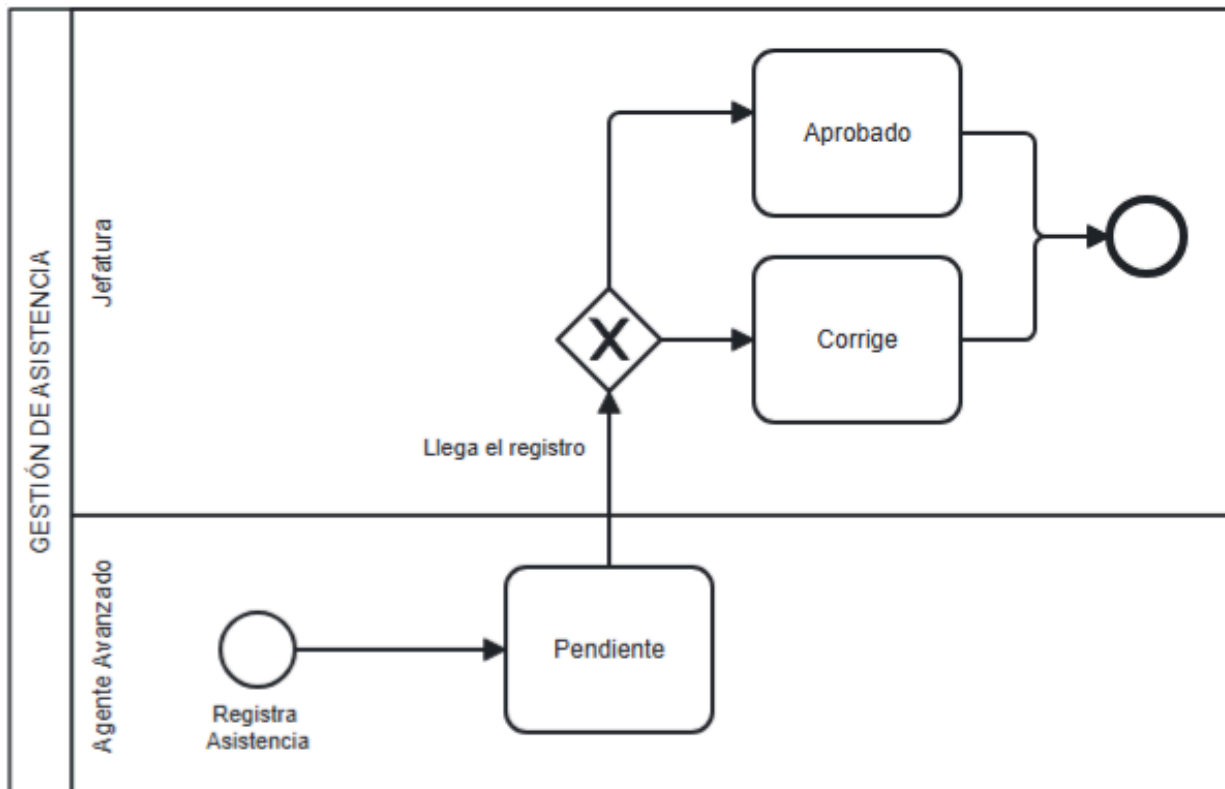 GESTIÓN DE ASISTENCIA
Jefatura
Aprobado
Corrige
Llega el registro
Agente Avanzado
Pendiente
Registra
Asistencia